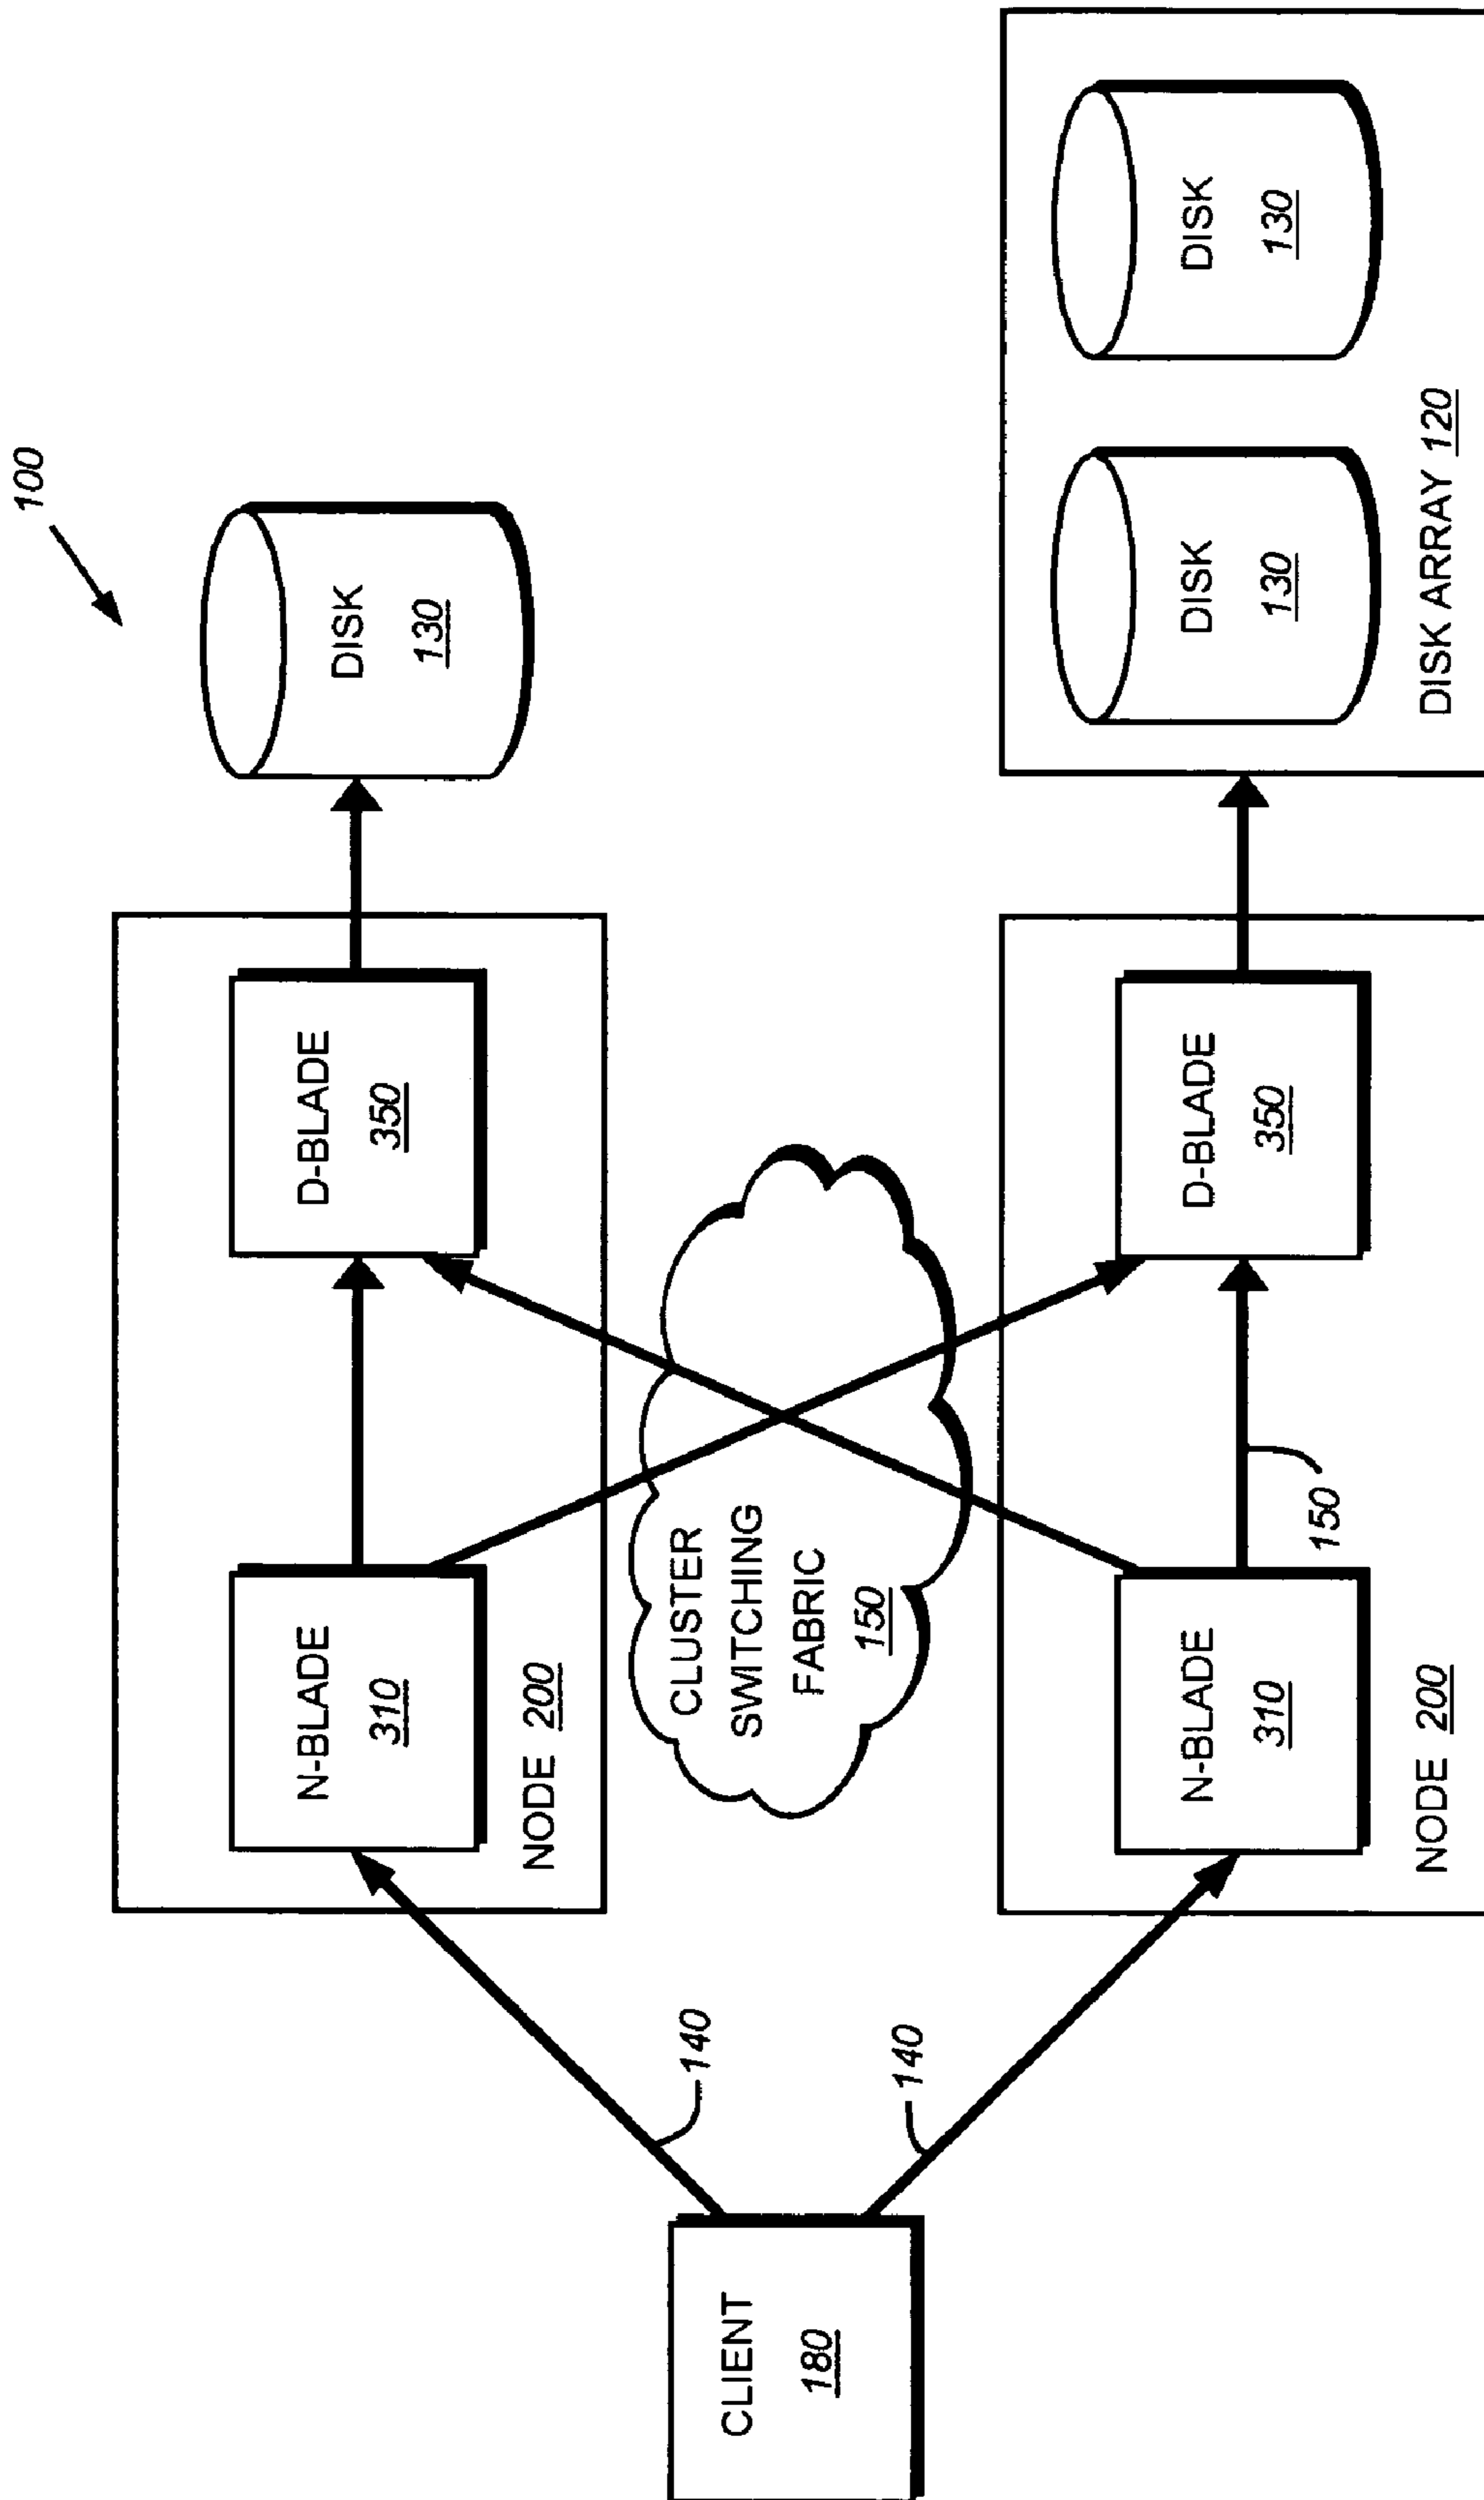 100
N-BLADE
310
D-BLADE
350
NODE 200
DISK
130
CLIENT
180
140
140
CLUSTER
SWITCHING
FABRIC
150
N-BLADE
310
150
D-BLADE
350
NODE 200
DISK
130
DISK
130
DISK ARRAY 120